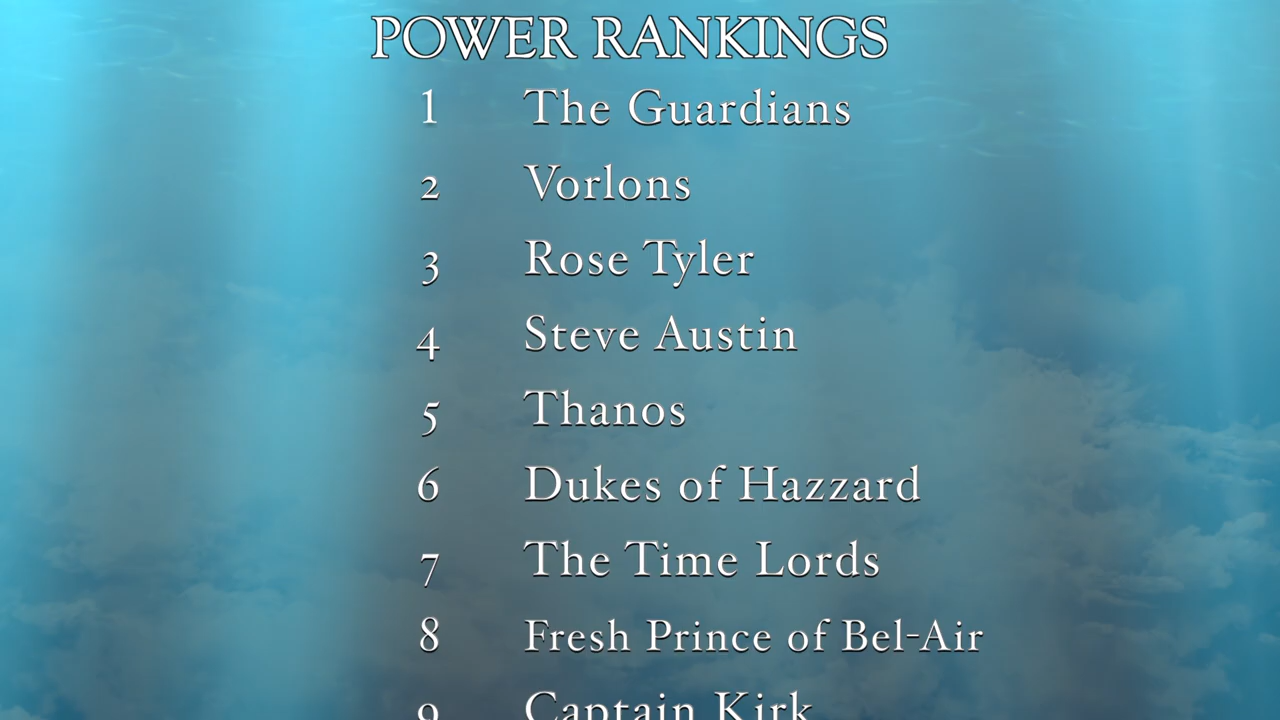 POWER RANKINGS
1 The Guardians
2 Vorlons
3 Rose Tyler
4 Steve Austin
5 Thanos
6 Dukes of Hazzard
7 The Time Lords
8 Fresh Prince of Bel-Air
9 Captain Kirk